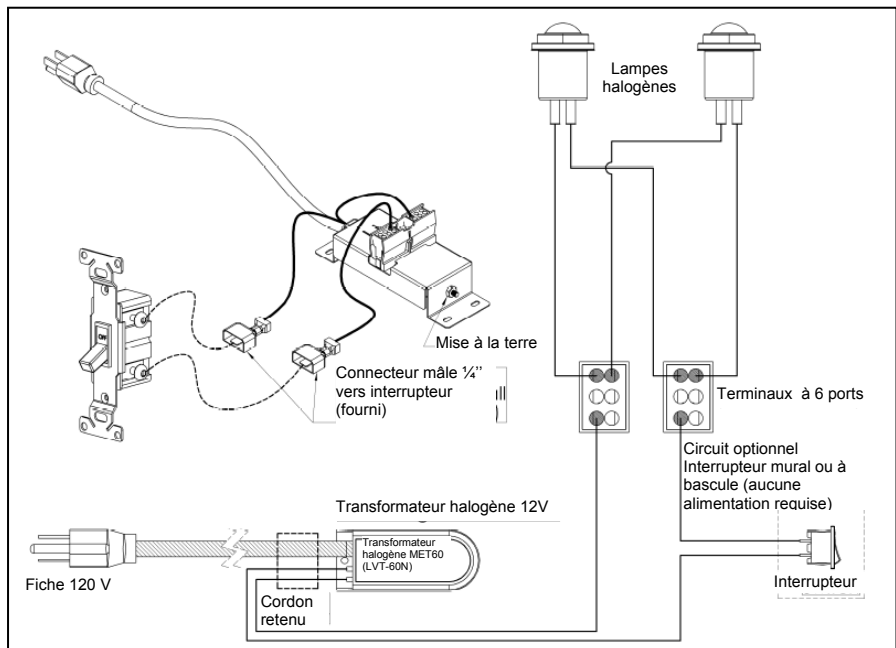 Lampes
halogènes
OFF
Mise à la terre
Connecteur mâle ¼’’
vers interrupteur
(fourni)
Terminaux à 6 ports
Circuit optionnel
Interrupteur mural ou à
bascule (aucune
alimentation requise)
Transformateur halogène 12V
Transformateur
halogène MET60
(LVT-60N)
Fiche 120 V
Cordon
retenu
Interrupteur